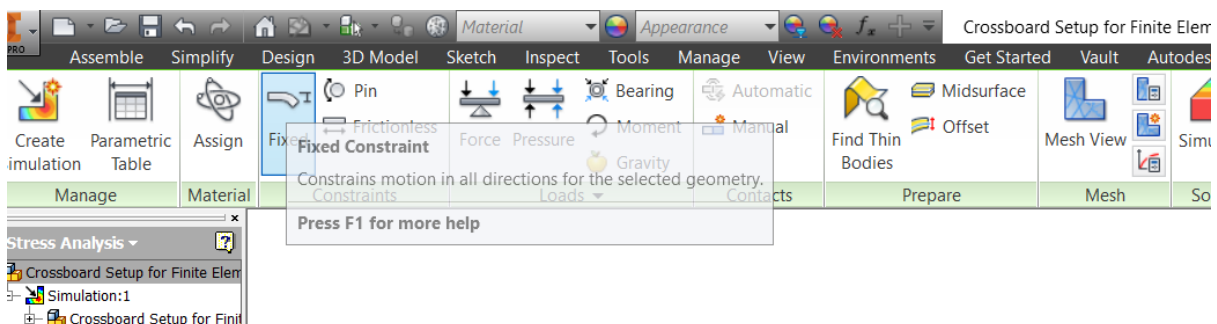 PRO
Material
Appearance
fx
Crossboard Setup for Finite Elem
Assemble Simplify Design 3D Model Sketch Inspect Tools Manage View Environments Get Started Vault Autodes
Pin Bearing Automatic Midsurface
Frictionless Moment Manual Offset
Create Parametric Assign Fixed Force Pressure Find Thin Mesh View Simu
imulation Table Gravity Bodies
Manage Material Constraints Loads Contacts Prepare Mesh So
Fixed Constraint
Constrains motion in all directions for the selected geometry.
Press F1 for more help
Stress Analysis
Crossboard Setup for Finite Elem
Simulation:1
Crossboard Setup for Finit